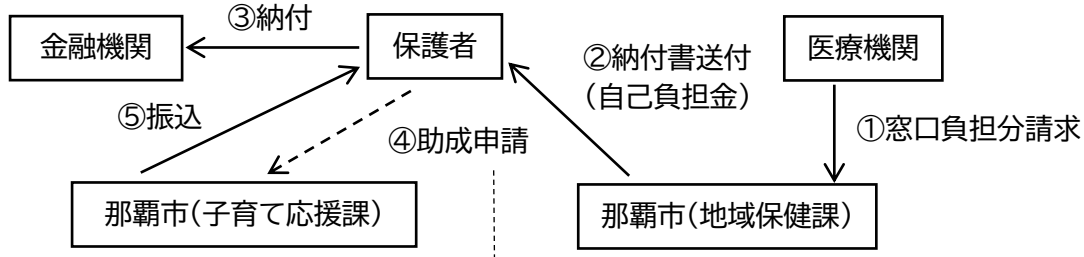 ③納付
金融機関
保護者
医療機関
②納付書送付
（自己負担金）
⑤振込
④助成申請
①窓口負担分請求
那覇市（子育て応援課）
那覇市（地域保健課）